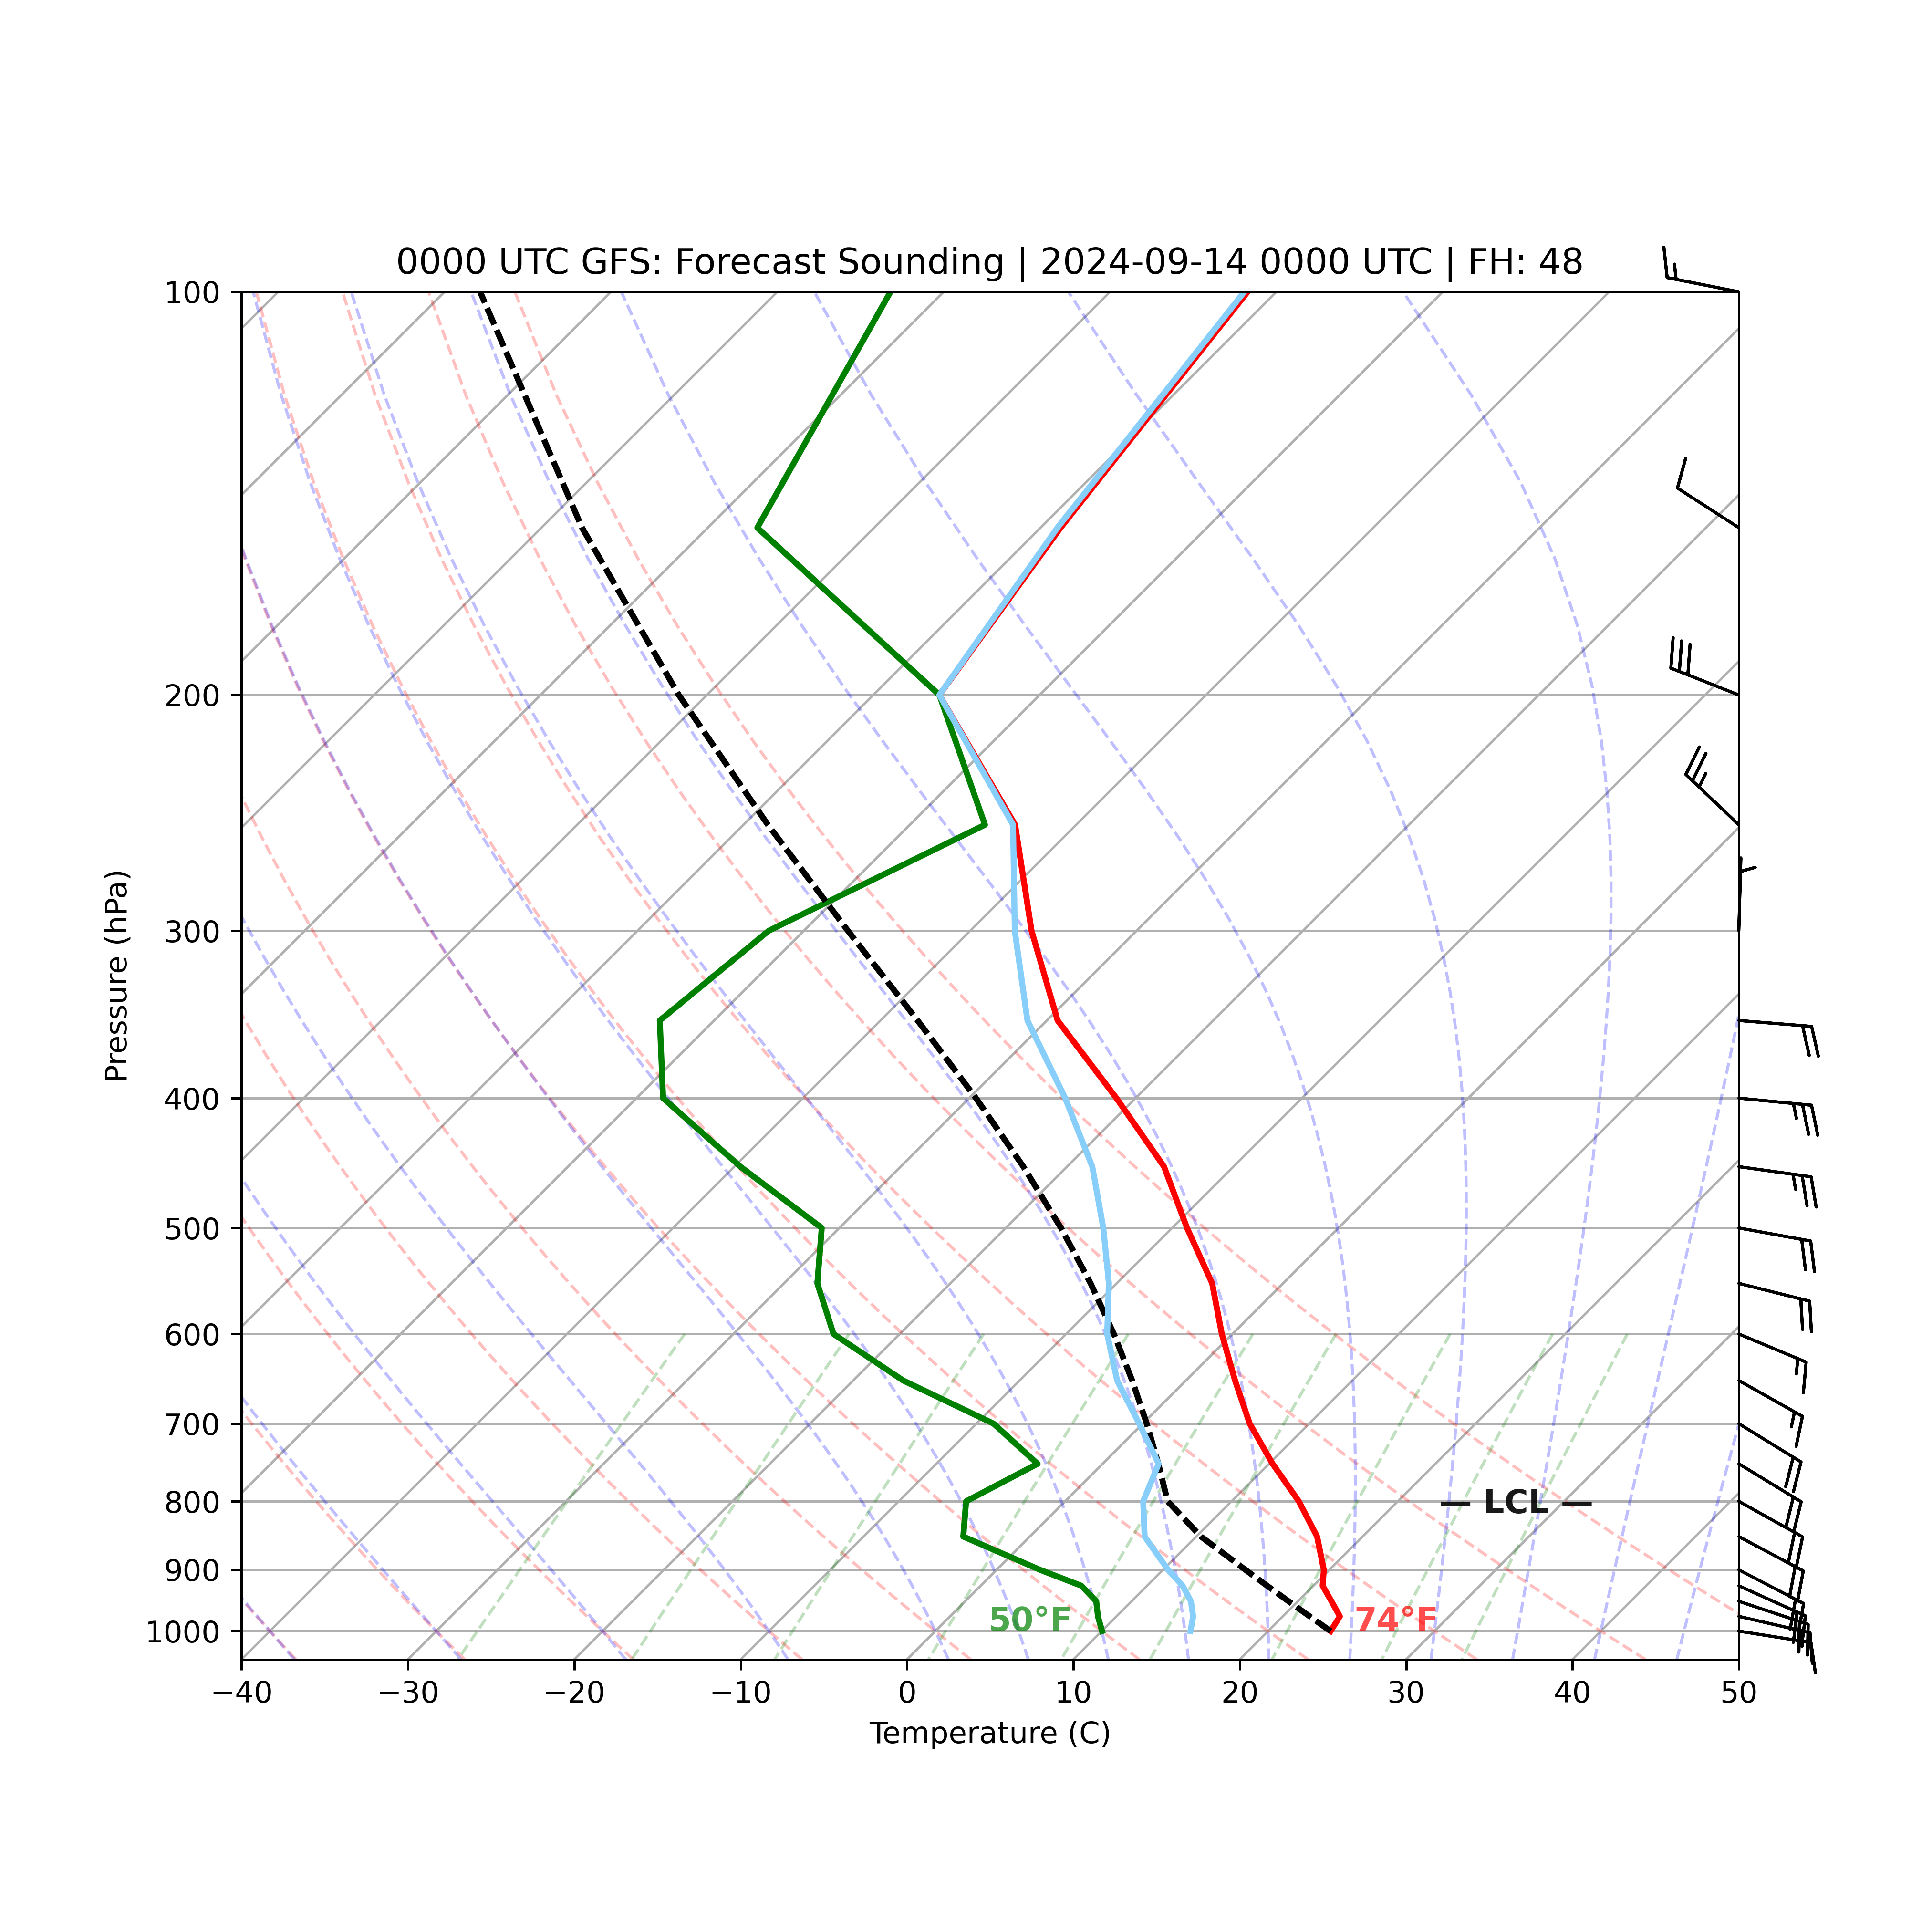 0000 UTC GFS: Forecast Sounding | 2024-09-14 0000 UTC | FH: 48
100
200
300
400
500
600
700
800
900
1000
Pressure (hPa)
— LCL —
50°F
74°F
−40 −30 −20 −10 0 10 20 30 40 50
Temperature (C)